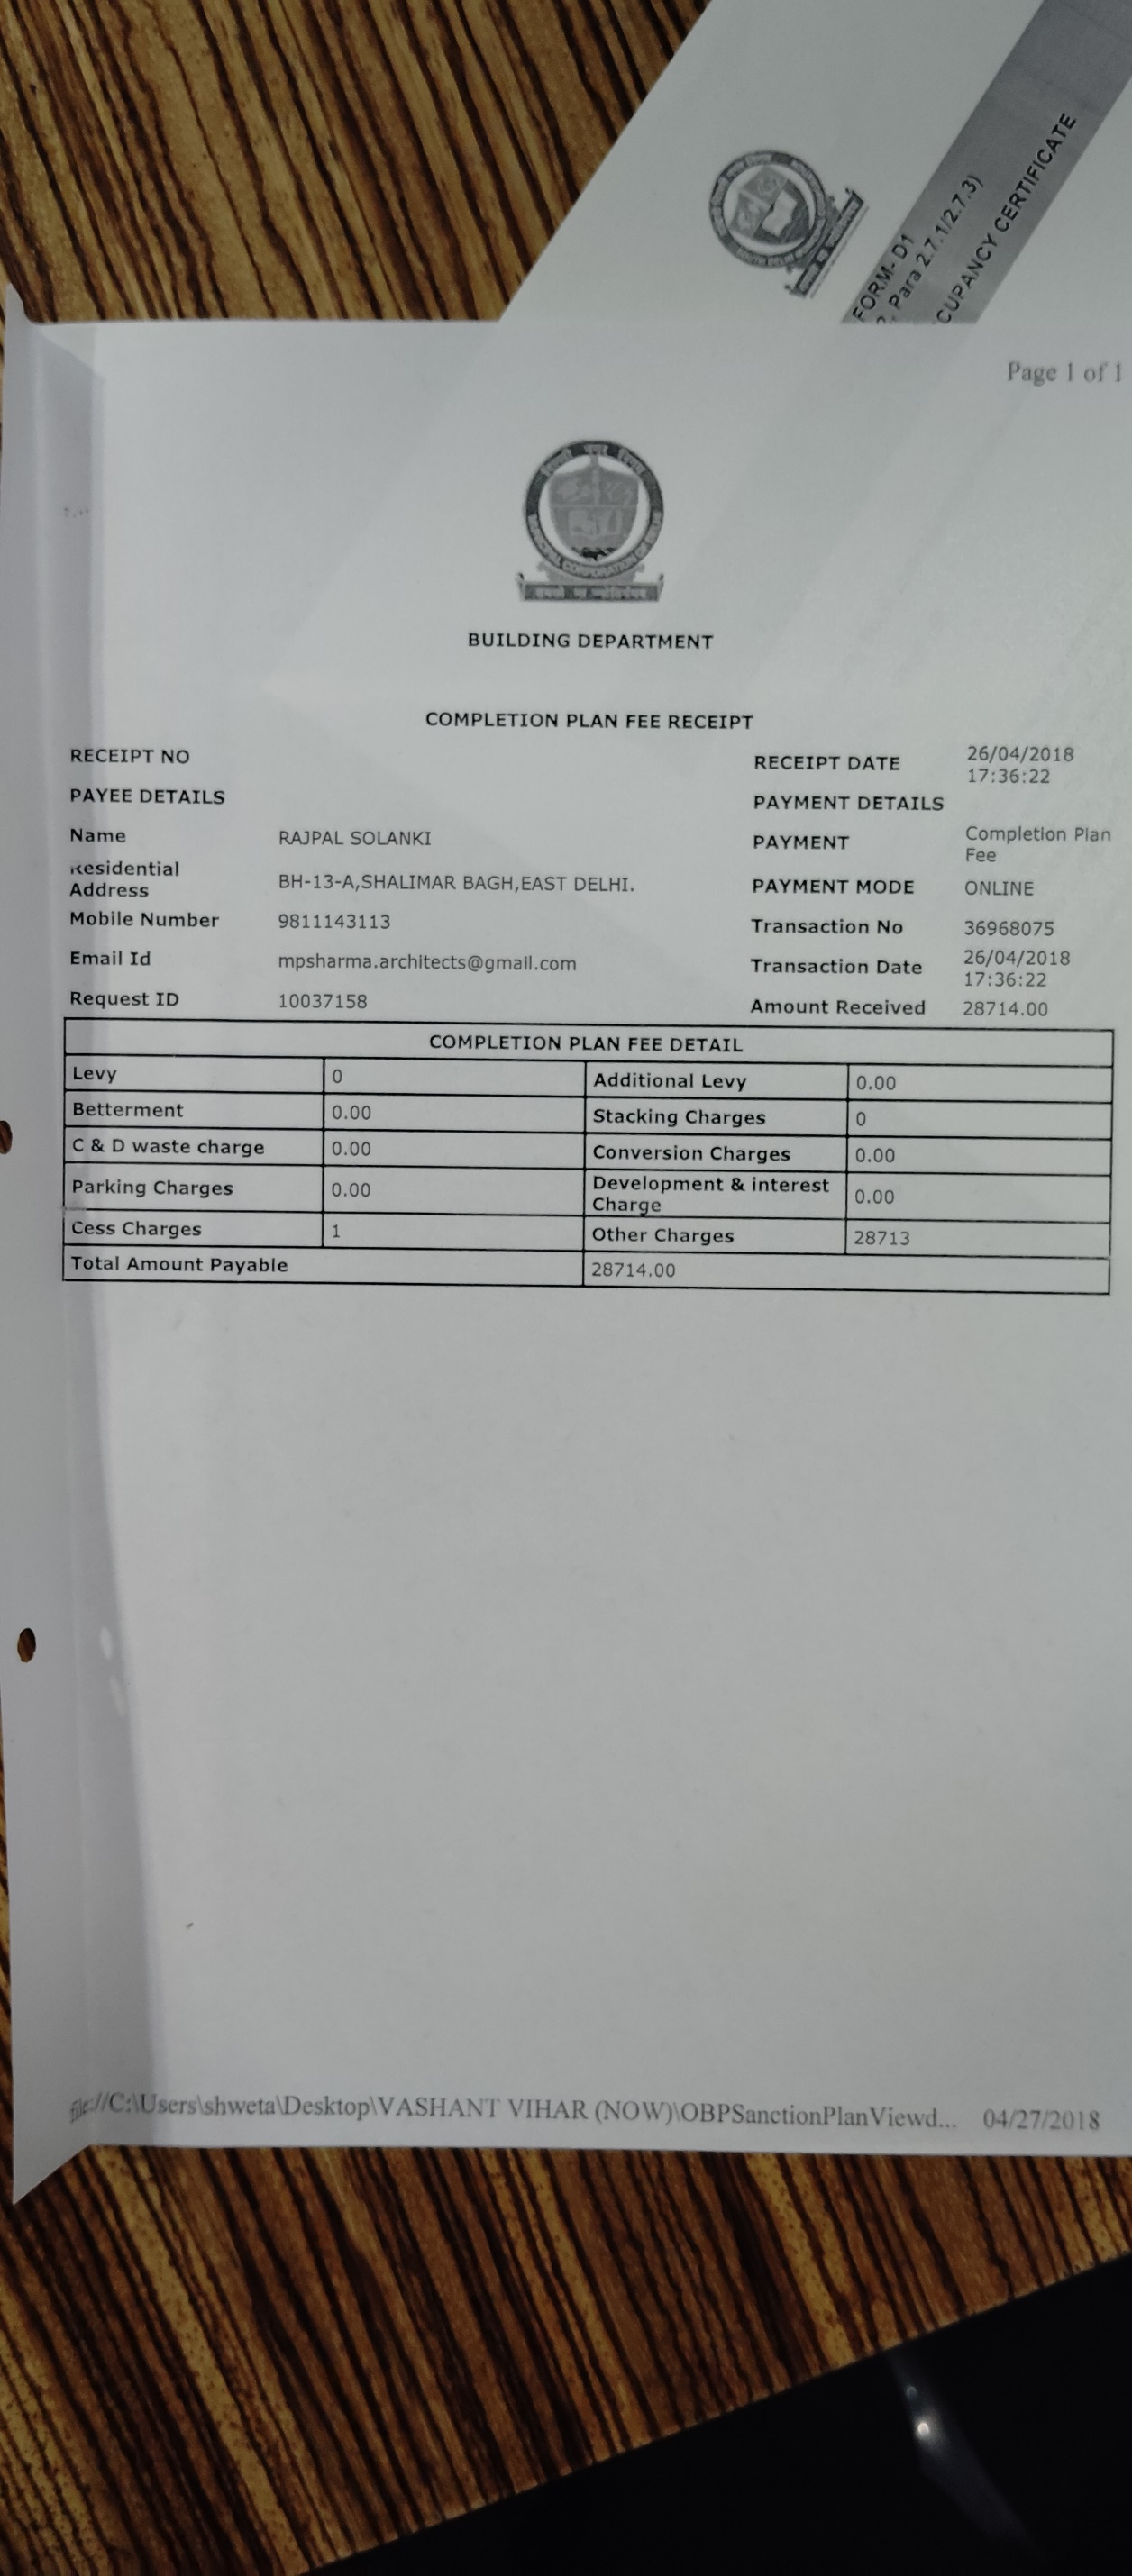 FORM- D1
Para 2.7.1/2.7.3)
CUPANCY CERTIFICATE
Page 1 of 1
MUNICIPAL CORPORATION OF DELHI
BUILDING DEPARTMENT
COMPLETION PLAN FEE RECEIPT
RECEIPT NO
RECEIPT DATE 26/04/2018
17:36:22
PAYEE DETAILS
PAYMENT DETAILS
Name RAJPAL SOLANKI
PAYMENT Completion Plan
Fee
Residential
Address BH-13-A,SHALIMAR BAGH,EAST DELHI.
PAYMENT MODE ONLINE
Mobile Number 9811143113
Transaction No 36968075
Email Id mpsharma.architects@gmail.com
Transaction Date 26/04/2018
17:36:22
Request ID 10037158
Amount Received 28714.00
COMPLETION PLAN FEE DETAIL
Levy 0 Additional Levy 0.00
Betterment 0.00 Stacking Charges 0
C & D waste charge 0.00 Conversion Charges 0.00
Parking Charges 0.00 Development & interest
Charge 0.00
Cess Charges 1 Other Charges 28713
Total Amount Payable 28714.00
file://C:\Users\shweta\Desktop\VASHANT VIHAR (NOW)\OBPSanctionPlanViewd... 04/27/2018